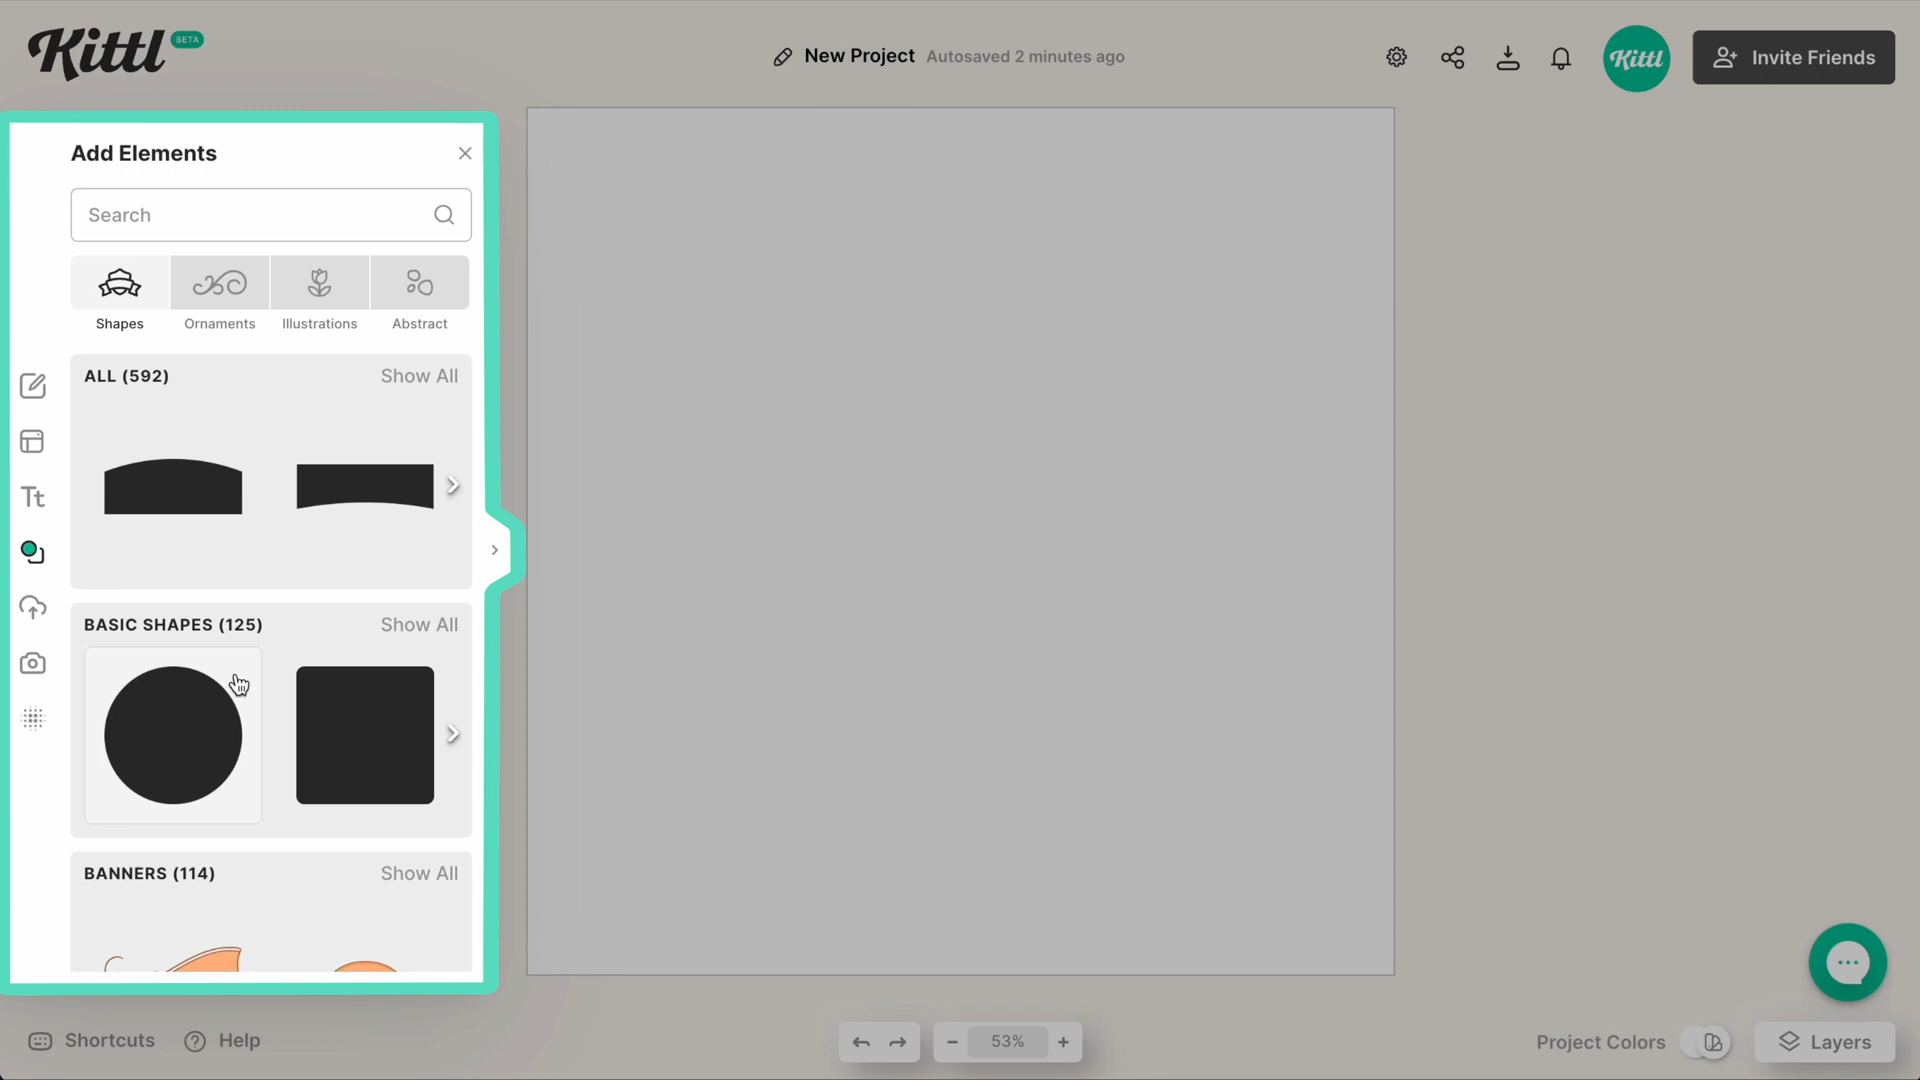 Kittl BETA
New Project Autosaved 2 minutes ago
Kittl
Invite Friends
Add Elements
Search
Shapes Ornaments Illustrations Abstract
ALL (592) Show All
Tt
BASIC SHAPES (125) Show All
BANNERS (114) Show All
Shortcuts Help
53%
Project Colors
Layers